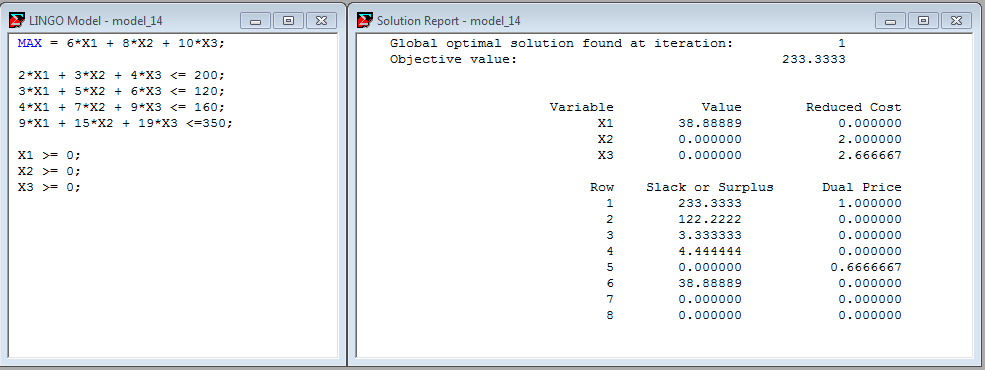 LINGO Model - model_14
MAX = 6*X1 + 8*X2 + 10*X3;
2*X1 + 3*X2 + 4*X3 <= 200;
3*X1 + 5*X2 + 6*X3 <= 120;
4*X1 + 7*X2 + 9*X3 <= 160;
9*X1 + 15*X2 + 19*X3 <=350;
X1 >= 0;
X2 >= 0;
X3 >= 0;
Solution Report - model_14
Global optimal solution found at iteration: 1
Objective value: 233.3333
Variable Value Reduced Cost
X1 38.88889 0.000000
X2 0.000000 2.000000
X3 0.000000 2.666667
Row Slack or Surplus Dual Price
1 233.3333 1.000000
2 122.2222 0.000000
3 3.333333 0.000000
4 4.444444 0.000000
5 0.000000 0.6666667
6 38.88889 0.000000
7 0.000000 0.000000
8 0.000000 0.000000